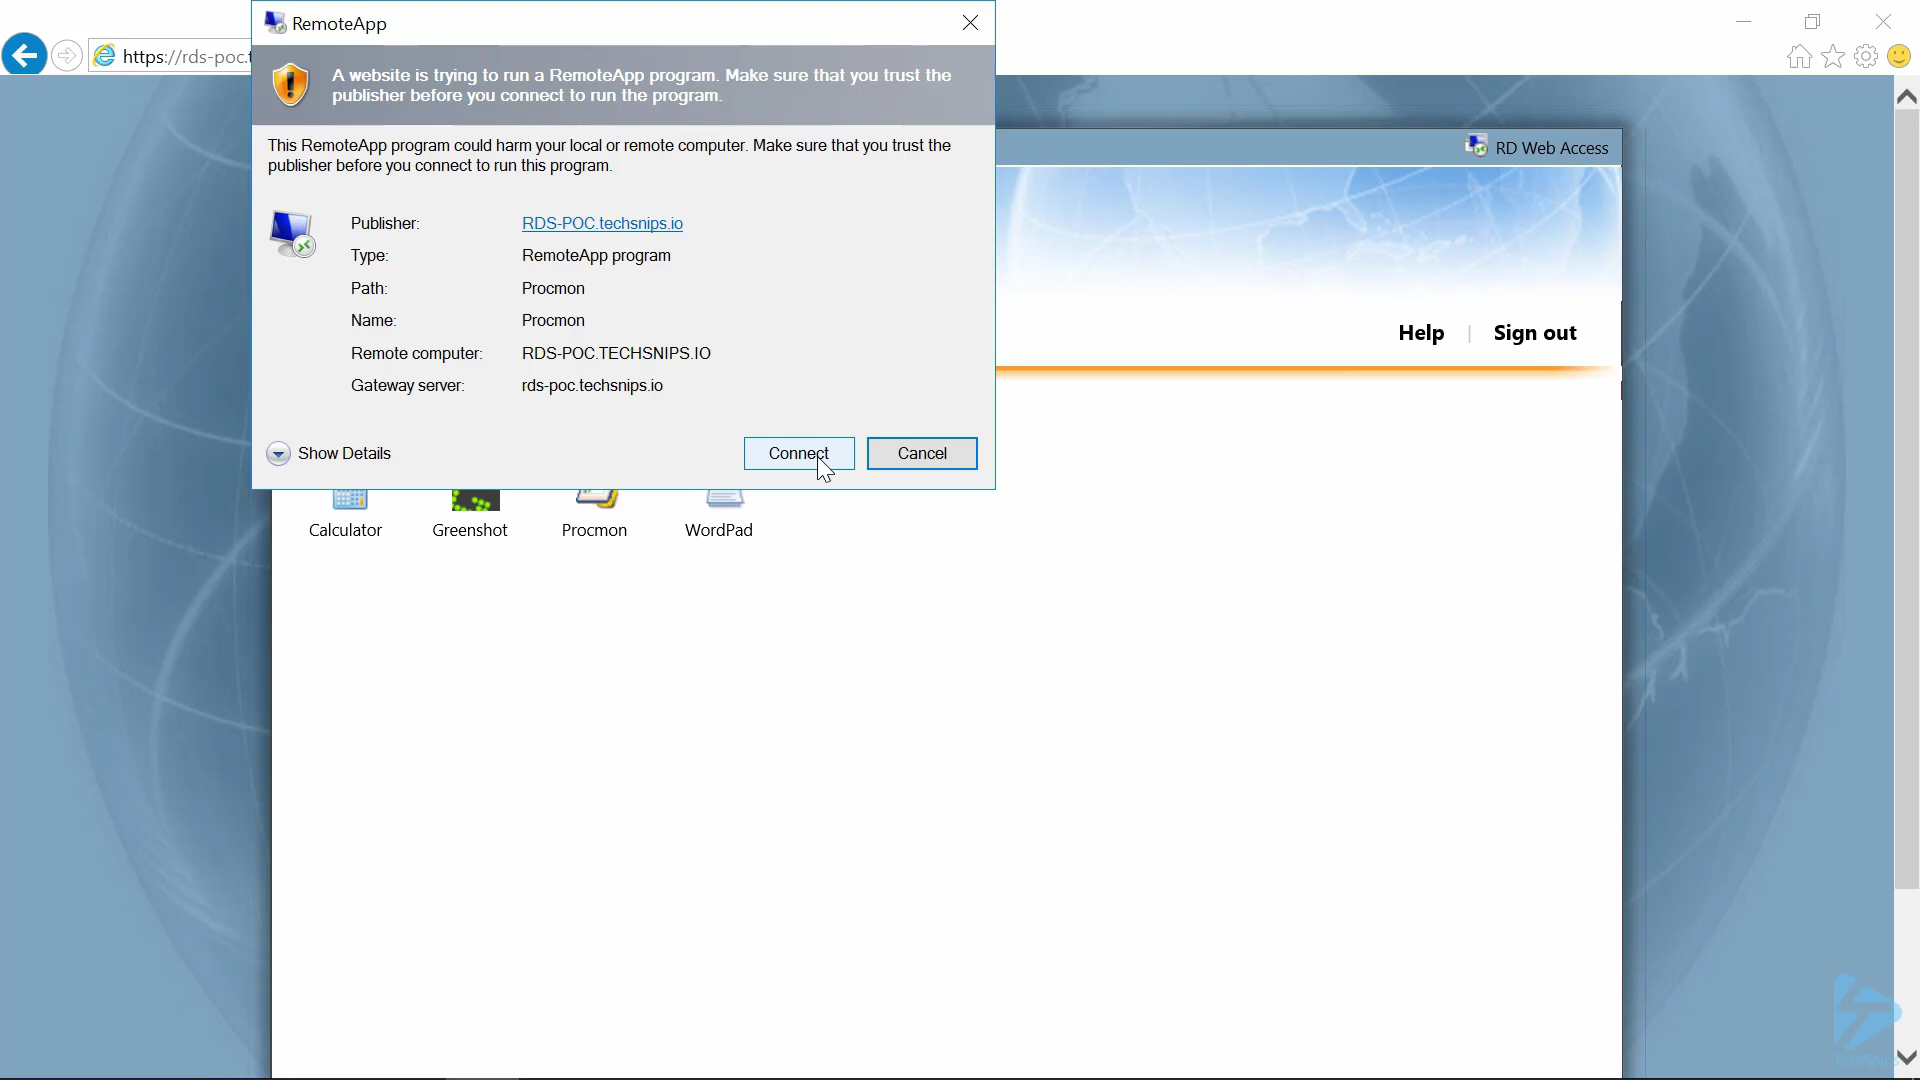 RemoteApp
https://rds-poc.t
A website is trying to run a RemoteApp program. Make sure that you trust the
publisher before you connect to run the program.
This RemoteApp program could harm your local or remote computer. Make sure that you trust the
publisher before you connect to run this program.
RD Web Access
Publisher: RDS-POC.techsnips.io
Type: RemoteApp program
Path: Procmon
Name: Procmon
Remote computer: RDS-POC.TECHSNIPS.IO
Gateway server: rds-poc.techsnips.io
Help | Sign out
Show Details
Connect
Cancel
Calculator
Greenshot
Procmon
WordPad